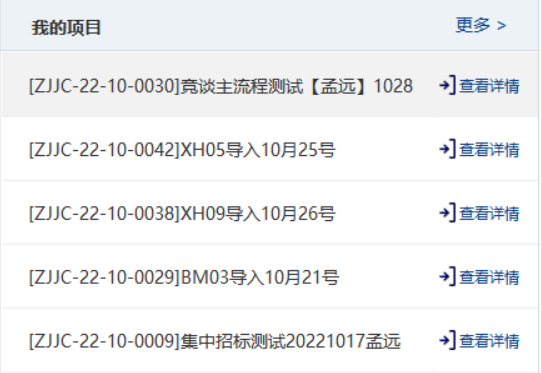 我的项目 更多 >
[ZJJC-22-10-0030]竞谈主流程测试【孟远】1028 查看详情
[ZJJC-22-10-0042]XH05导入10月25号 查看详情
[ZJJC-22-10-0038]XH09导入10月26号 查看详情
[ZJJC-22-10-0029]BM03导入10月21号 查看详情
[ZJJC-22-10-0009]集中招标测试20221017孟远 查看详情